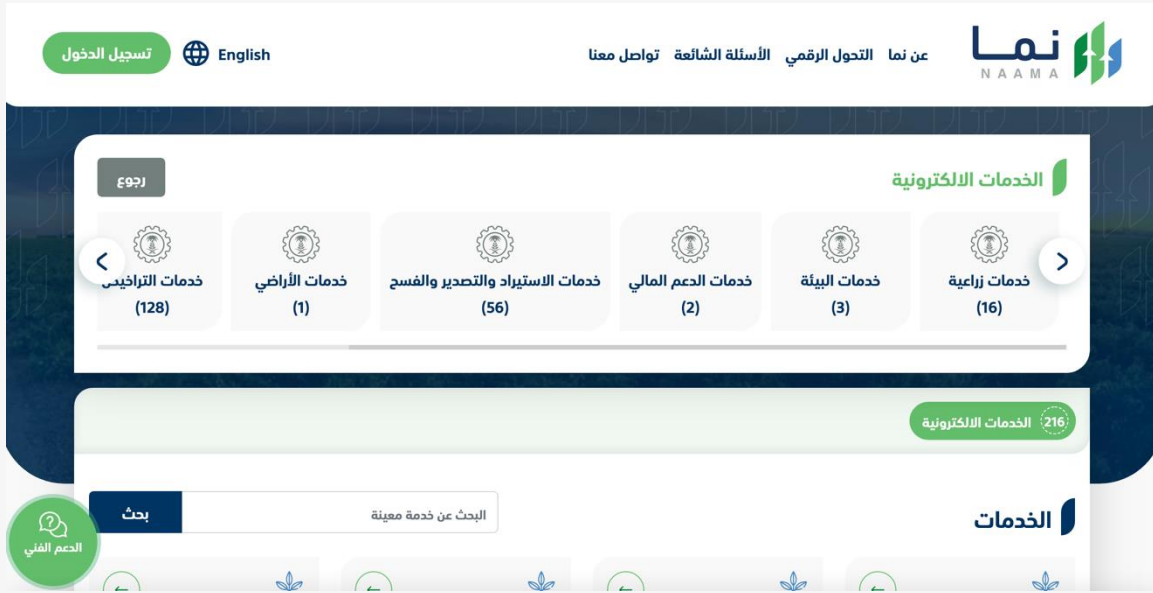 نما
NAAMA
عن نما
التحول الرقمي
الأسئلة الشائعة
تواصل معنا
English
تسجيل الدخول
الخدمات الالكترونية
رجوع
خدمات زراعية
(16)
خدمات البيئة
(3)
خدمات الدعم المالي
(2)
خدمات الاستيراد والتصدير والفسح
(56)
خدمات الأراضي
(1)
خدمات
(128)
216 الخدمات الالكترونية
الخدمات
البحث عن خدمة معينة
بحث
الدعم الفني